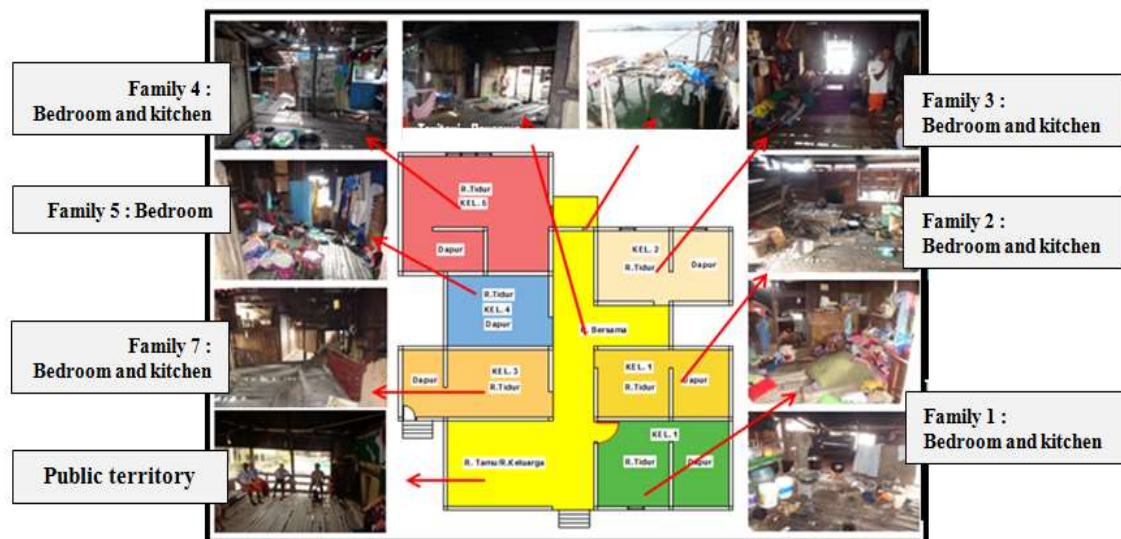 Family 4 :
Bedroom and kitchen
Family 5 : Bedroom
Family 7 :
Bedroom and kitchen
Public territory
R.Tidur
KEL. 5
Dapur
R.Tidur
KEL. 4
Dapur
Dapur
KEL. 3
R.Tidur
R. Tamu/R.Keluarga
KEL. 2
R.Tidur
Dapur
Bersama
KEL. 1
R.Tidur
Dapur
KEL. 1
R.Tidur
Dapur
Family 3 :
Bedroom and kitchen
Family 2 :
Bedroom and kitchen
Family 1 :
Bedroom and kitchen